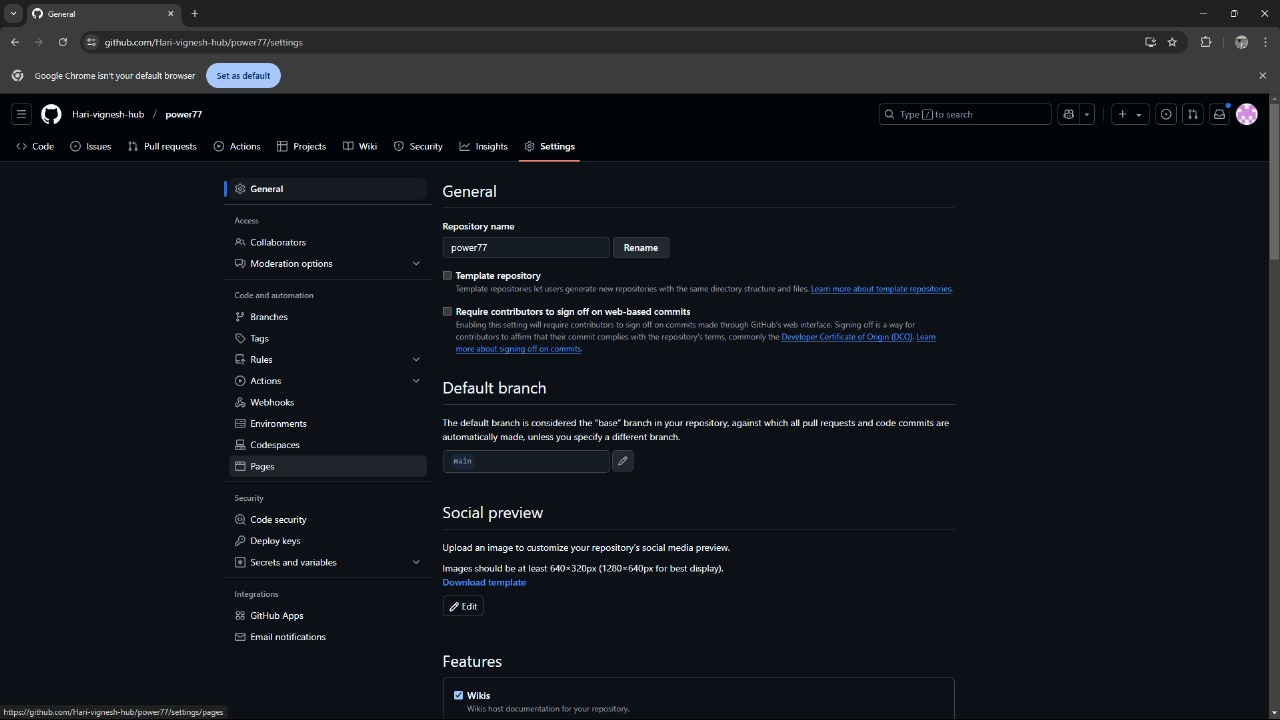 General
github.com/Hari-vignesh-hub/power77/settings
Google Chrome isn't your default browser
Set as default
Hari-vignesh-hub / power77
Type / to search
Code
Issues
Pull requests
Actions
Projects
Wiki
Security
Insights
Settings
General
Access
Collaborators
Moderation options
Code and automation
Branches
Tags
Rules
Actions
Webhooks
Environments
Codespaces
Pages
Security
Code security
Deploy keys
Secrets and variables
Integrations
GitHub Apps
Email notifications
General
Repository name
power77
Rename
Template repository
Template repositories let users generate new repositories with the same directory structure and files. Learn more about template repositories.
Require contributors to sign off on web-based commits
Enabling this setting will require contributors to sign off on commits made through GitHub's web interface. Signing off is a way for
contributors to affirm that their commit complies with the repository's terms, commonly the Developer Certificate of Origin (DCO). Learn
more about signing off on commits.
Default branch
The default branch is considered the "base" branch in your repository, against which all pull requests and code commits are
automatically made, unless you specify a different branch.
main
Social preview
Upload an image to customize your repository's social media preview.
Images should be at least 640×320px (1280×640px for best display).
Download template
Edit
Features
Wikis
Wikis host documentation for your repository.
https://github.com/Hari-vignesh-hub/power77/settings/pages